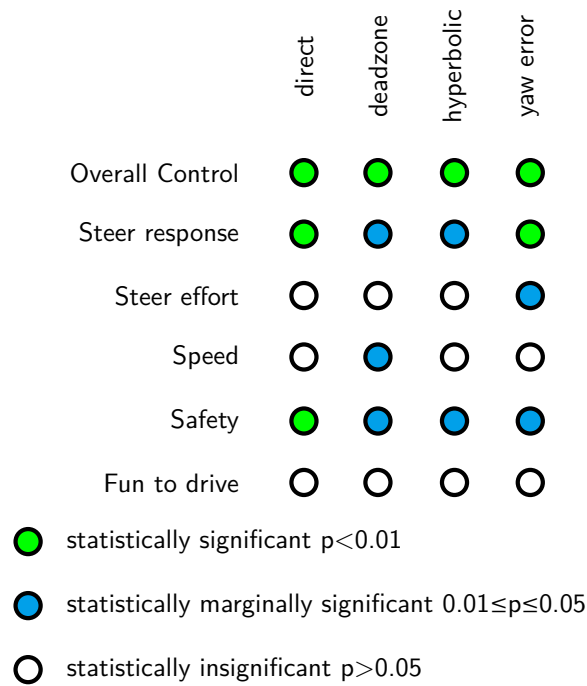 direct
deadzone
hyperbolic
yaw error
Overall Control
Steer response
Steer effort
Speed
Safety
Fun to drive
statistically significant p<0.01
statistically marginally significant 0.01≤p≤0.05
statistically insignificant p>0.05